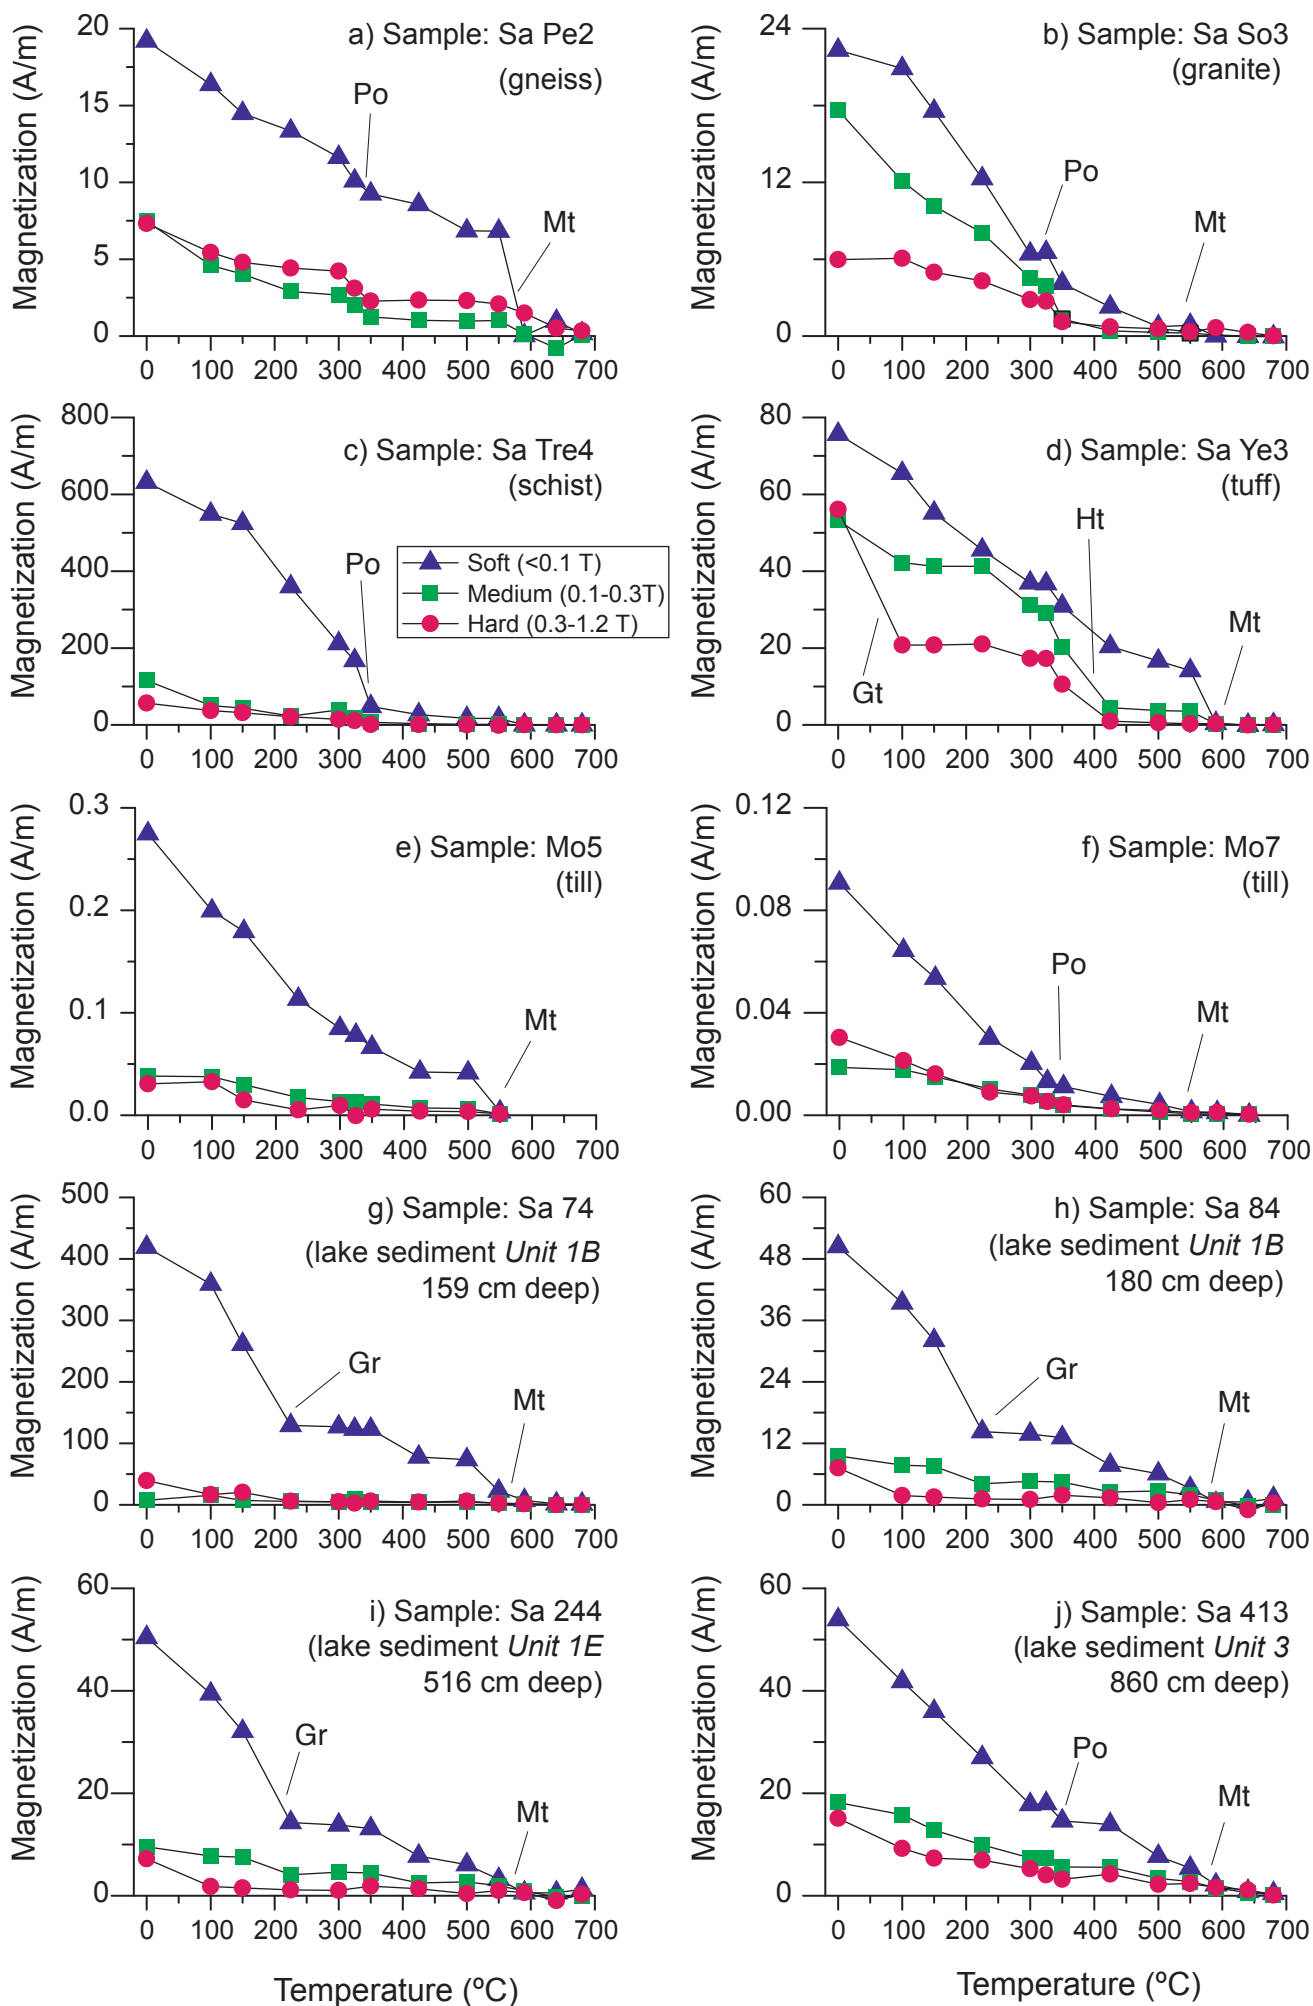 a) Sample: Sa Pe2
(gneiss)
Magnetization (A/m)
20
15
10
5
0
Po
Mt
0 100 200 300 400 500 600 700
b) Sample: Sa So3
(granite)
Magnetization (A/m)
24
12
0
Po
Mt
0 100 200 300 400 500 600 700
c) Sample: Sa Tre4
(schist)
Magnetization (A/m)
800
600
400
200
0
Po
Soft (<0.1 T)
Medium (0.1-0.3T)
Hard (0.3-1.2 T)
0 100 200 300 400 500 600 700
d) Sample: Sa Ye3
(tuff)
Magnetization (A/m)
80
60
40
20
0
Ht
Mt
Gt
0 100 200 300 400 500 600 700
e) Sample: Mo5
(till)
Magnetization (A/m)
0.3
0.2
0.1
0.0
Mt
0 100 200 300 400 500 600 700
f) Sample: Mo7
(till)
Magnetization (A/m)
0.12
0.08
0.04
0.00
Po
Mt
0 100 200 300 400 500 600 700
g) Sample: Sa 74
(lake sediment Unit 1B
159 cm deep)
Magnetization (A/m)
500
400
300
200
100
0
Gr
Mt
0 100 200 300 400 500 600 700
h) Sample: Sa 84
(lake sediment Unit 1B
180 cm deep)
Magnetization (A/m)
60
48
36
24
12
0
Gr
Mt
0 100 200 300 400 500 600 700
i) Sample: Sa 244
(lake sediment Unit 1E
516 cm deep)
Magnetization (A/m)
60
40
20
0
Gr
Mt
0 100 200 300 400 500 600 700
Temperature (ºC)
j) Sample: Sa 413
(lake sediment Unit 3
860 cm deep)
Magnetization (A/m)
60
40
20
0
Po
Mt
0 100 200 300 400 500 600 700
Temperature (ºC)